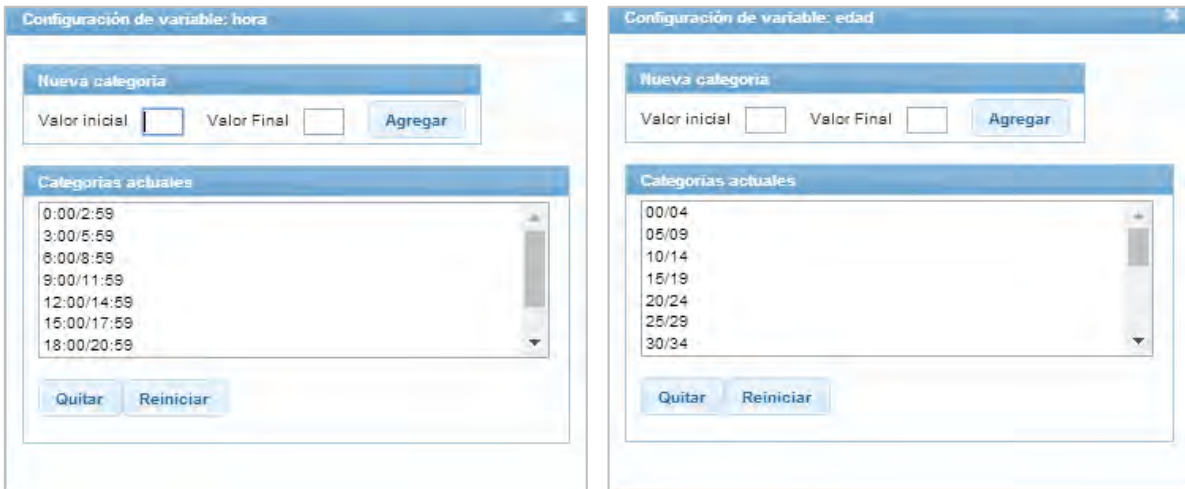 Configuración de variable: hora
Nueva categoria
Valor inicial Valor Final Agregar
Categorias actuales
0:00/2:59
3:00/5:59
6:00/8:59
9:00/11:59
12:00/14:59
15:00/17:59
18:00/20:59
Quitar Reiniciar
Configuración de variable: edad
Nueva categoria
Valor inicial Valor Final Agregar
Categorías actuales
00/04
05/09
10/14
15/19
20/24
25/29
30/34
Quitar Reiniciar